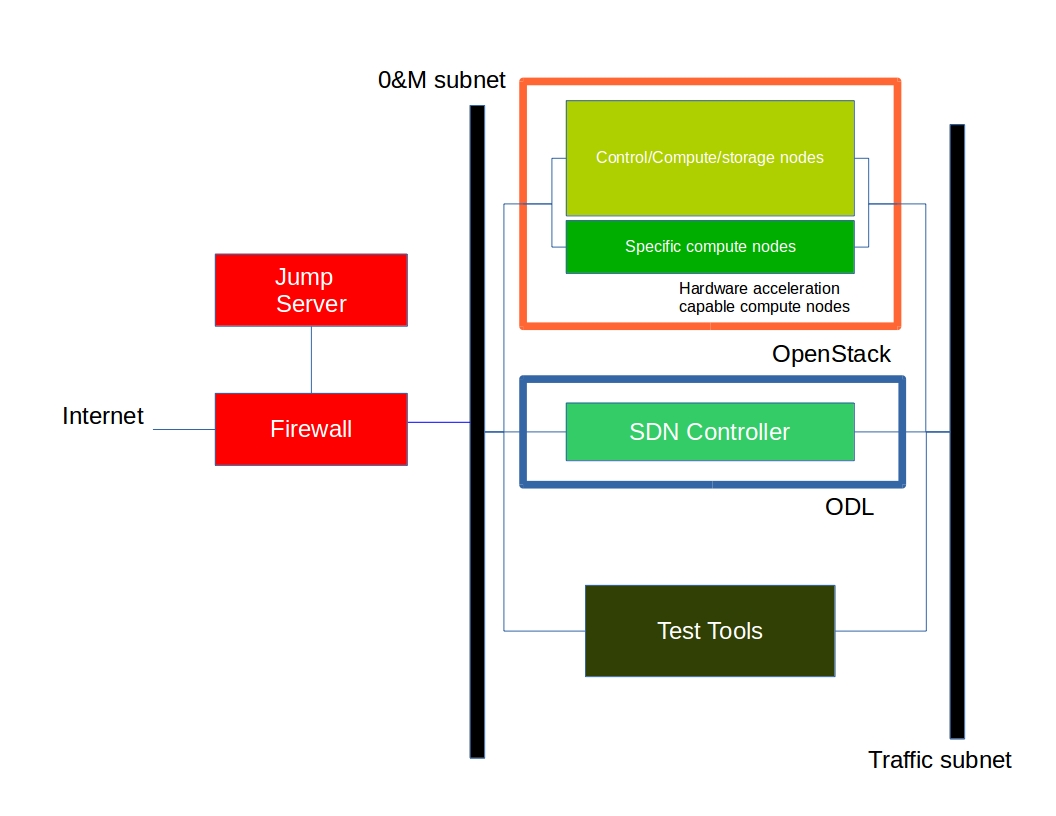 0&M subnet
Control/Compute/storage nodes
Specific compute nodes
Hardware acceleration
capable compute nodes
OpenStack
Jump
Server
Internet
Firewall
SDN Controller
ODL
Test Tools
Traffic subnet